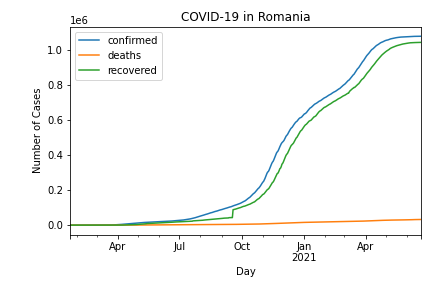 COVID-19 in Romania
1e6
confirmed
deaths
recovered
Number of Cases
1.0
0.8
0.6
0.4
0.2
0.0
Apr
Jul
Oct
Jan
2021
Apr
Day